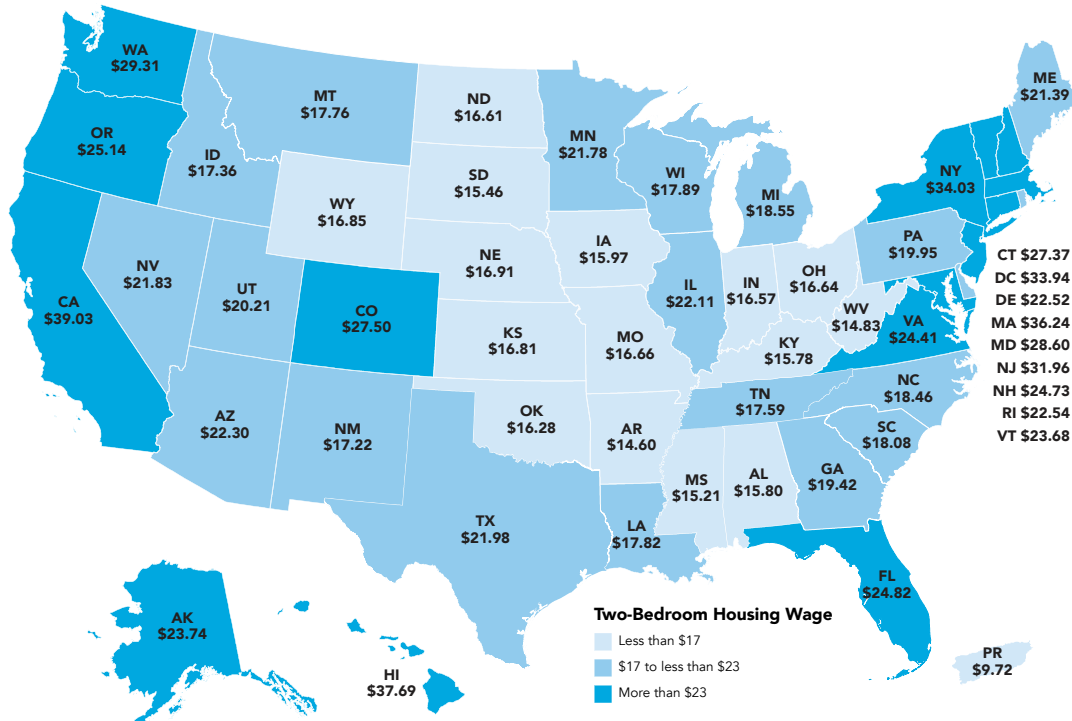 WA
$29.31
OR
$25.14
CA
$39.03
ID
$17.36
NV
$21.83
MT
$17.76
WY
$16.85
UT
$20.21
CO
$27.50
AZ
$22.30
NM
$17.22
ND
$16.61
SD
$15.46
NE
$16.91
KS
$16.81
OK
$16.28
TX
$21.98
MN
$21.78
IA
$15.97
MO
$16.66
AR
$14.60
LA
$17.82
WI
$17.89
IL
$22.11
MI
$18.55
IN
$16.57
OH
$16.64
KY
$15.78
WV
$14.83
TN
$17.59
MS
$15.21
AL
$15.80
GA
$19.42
FL
$24.82
SC
$18.08
NC
$18.46
VA
$24.41
PA
$19.95
NY
$34.03
ME
$21.39
CT $27.37
DC $33.94
DE $22.52
MA $36.24
MD $28.60
NJ $31.96
NH $24.73
RI $22.54
VT $23.68
AK
$23.74
HI
$37.69
PR
$9.72
Two-Bedroom Housing Wage
Less than $17
$17 to less than $23
More than $23